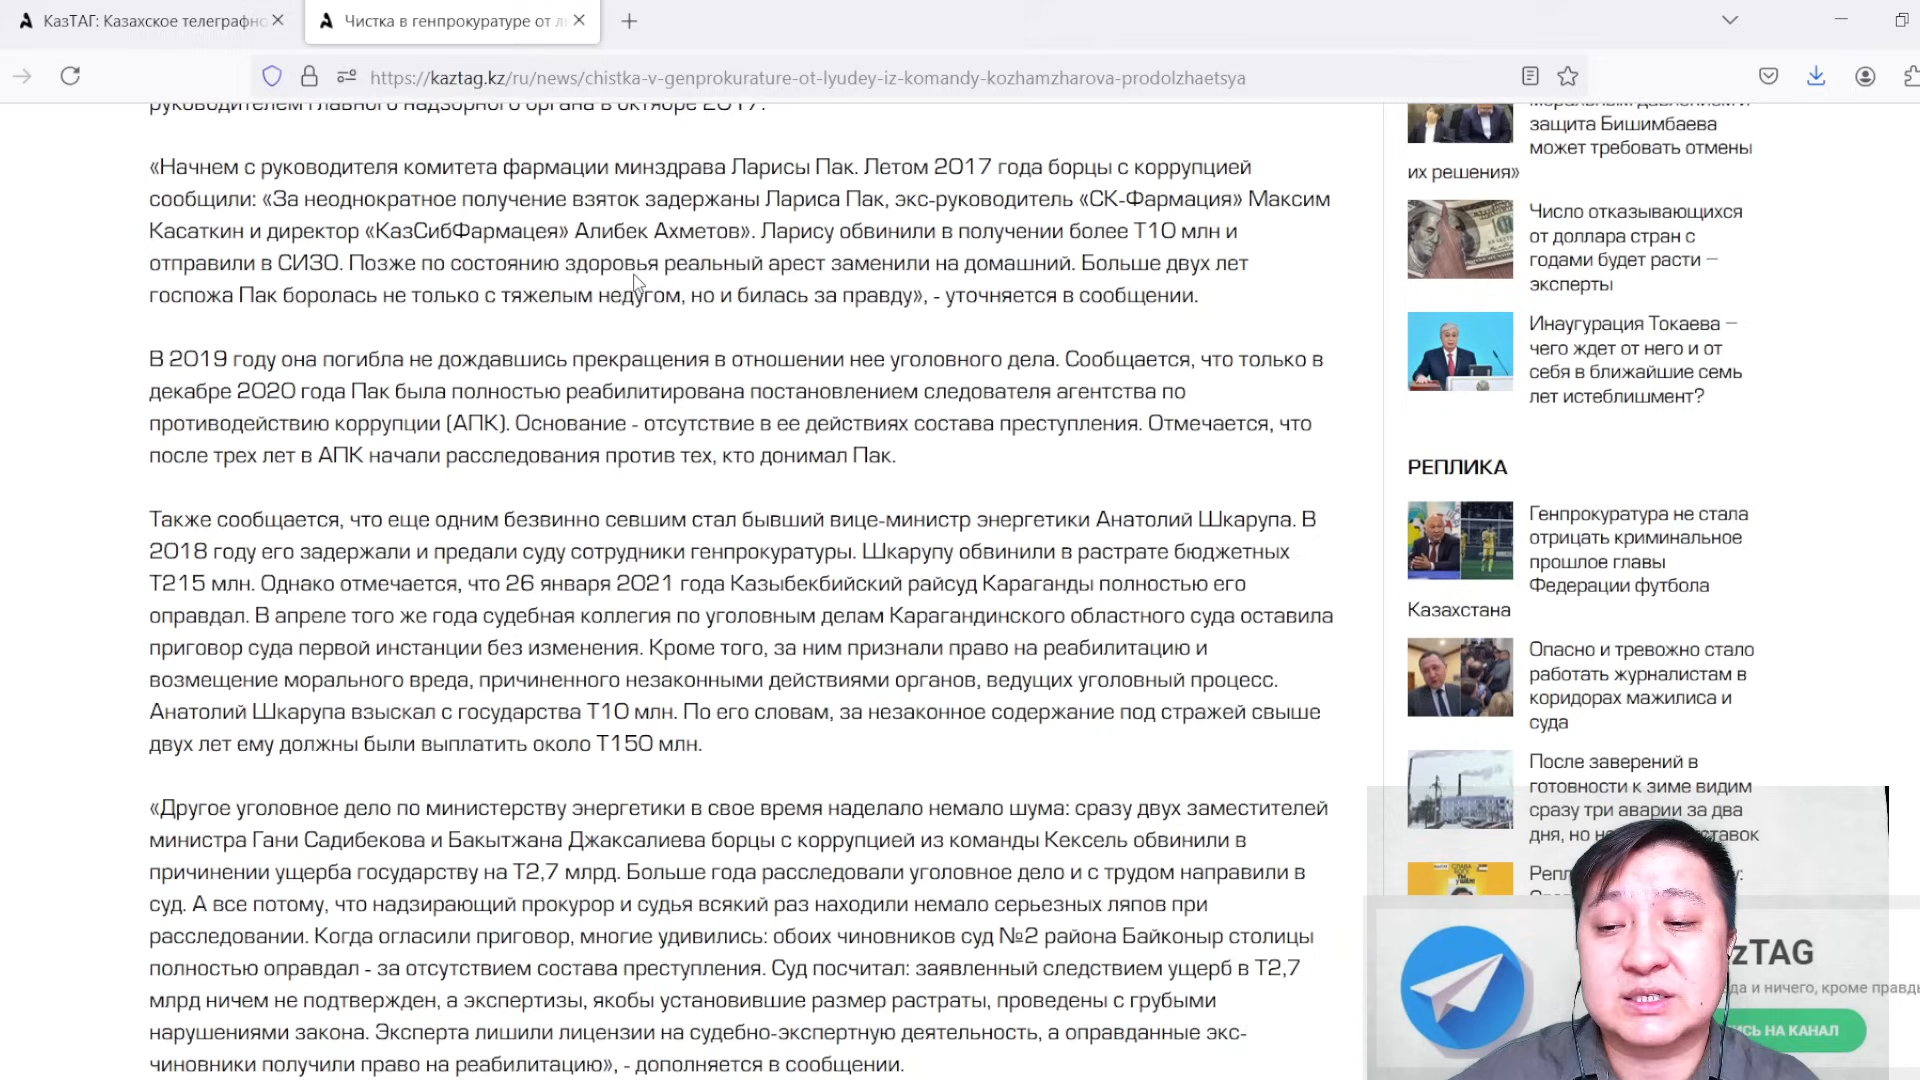 КазТАГ: Казахское телеграфно
Чистка в генпрокуратуре от л
https://kaztag.kz/ru/news/chistka-v-genprokurature-ot-lyudey-iz-komandy-kozhamzharova-prodolzhaetsya
руководителем главного надзорного органа в октябре 2017.
«Начнем с руководителя комитета фармации минздрава Ларисы Пак. Летом 2017 года борцы с коррупцией
сообщили: «За неоднократное получение взяток задержаны Лариса Пак, экс-руководитель «СК-Фармация» Максим
Касаткин и директор «КазСибФармацея» Алибек Ахметов». Ларису обвинили в получении более Т10 млн и
отправили в СИЗО. Позже по состоянию здоровья реальный арест заменили на домашний. Больше двух лет
госпожа Пак боролась не только с тяжелым недугом, но и билась за правду», - уточняется в сообщении.
В 2019 году она погибла не дождавшись прекращения в отношении нее уголовного дела. Сообщается, что только в
декабре 2020 года Пак была полностью реабилитирована постановлением следователя агентства по
противодействию коррупции (АПК). Основание - отсутствие в ее действиях состава преступления. Отмечается, что
после трех лет в АПК начали расследования против тех, кто донимал Пак.
Также сообщается, что еще одним безвинно севшим стал бывший вице-министр энергетики Анатолий Шкарупа. В
2018 году его задержали и предали суду сотрудники генпрокуратуры. Шкарупу обвинили в растрате бюджетных
Т215 млн. Однако отмечается, что 26 января 2021 года Казыбекбийский райсуд Караганды полностью его
оправдал. В апреле того же года судебная коллегия по уголовным делам Карагандинского областного суда оставила
приговор суда первой инстанции без изменения. Кроме того, за ним признали право на реабилитацию и
возмещение морального вреда, причиненного незаконными действиями органов, ведущих уголовный процесс.
Анатолий Шкарупа взыскал с государства Т10 млн. По его словам, за незаконное содержание под стражей свыше
двух лет ему должны были выплатить около Т150 млн.
«Другое уголовное дело по министерству энергетики в свое время наделало немало шума: сразу двух заместителей
министра Гани Садибекова и Бакытжана Джаксалиева борцы с коррупцией из команды Кексель обвинили в
причинении ущерба государству на Т2,7 млрд. Больше года расследовали уголовное дело и с трудом направили в
суд. А все потому, что надзирающий прокурор и судья всякий раз находили немало серьезных ляпов при
расследовании. Когда огласили приговор, многие удивились: обоих чиновников суд №2 района Байконыр столицы
полностью оправдал - за отсутствием состава преступления. Суд посчитал: заявленный следствием ущерб в Т2,7
млрд ничем не подтвержден, а экспертизы, якобы установившие размер растраты, проведены с грубыми
нарушениями закона. Эксперта лишили лицензии на судебно-экспертную деятельность, а оправданные экс-
чиновники получили право на реабилитацию», - дополняется в сообщении.
моральным давлением и
защита Бишимбаева
может требовать отмены
их решения»
Число отказывающихся
от доллара стран с
годами будет расти –
эксперты
Инаугурация Токаева –
чего ждет от него и от
себя в ближайшие семь
лет истеблишмент?
РЕПЛИКА
Генпрокуратура не стала
отрицать криминальное
прошлое главы
Федерации футбола
Казахстана
Опасно и тревожно стало
работать журналистам в
коридорах мажилиса и
суда
После заверений в
готовности к зиме видим
сразу три аварии за два
дня, но
zTAG
да и ничего, кроме правды
ИСЬ НА КАНАЛ